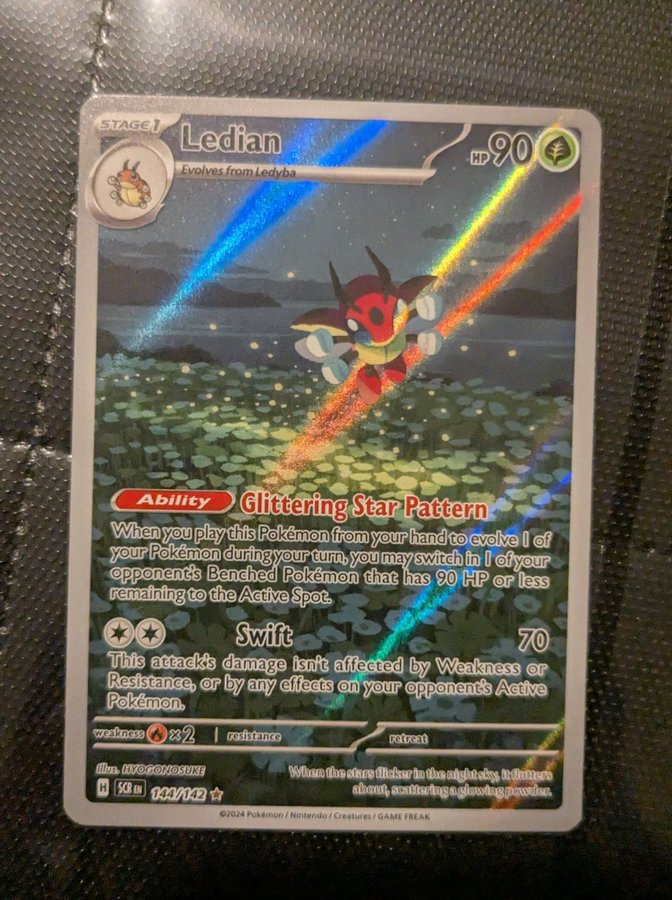 STAGE 1
Ledian
HP 90
Evolves from Ledyba
Ability Glittering Star Pattern
When you play this Pokémon from your hand to evolve 1 of
your Pokémon during your turn, you may switch in 1 of your
opponent's Benched Pokémon that has 90 HP or less
remaining to the Active Spot.
Swift 70
This attack's damage isn't affected by Weakness or
Resistance, or by any effects on your opponent's Active
Pokémon.
weakness ×2 resistance retreat
Illus. HYOGONOSUKE
When the stars flicker in the night sky, it flutters
about, scattering a glowing powder.
H SCR EN 144/142
©2024 Pokémon / Nintendo / Creatures / GAME FREAK